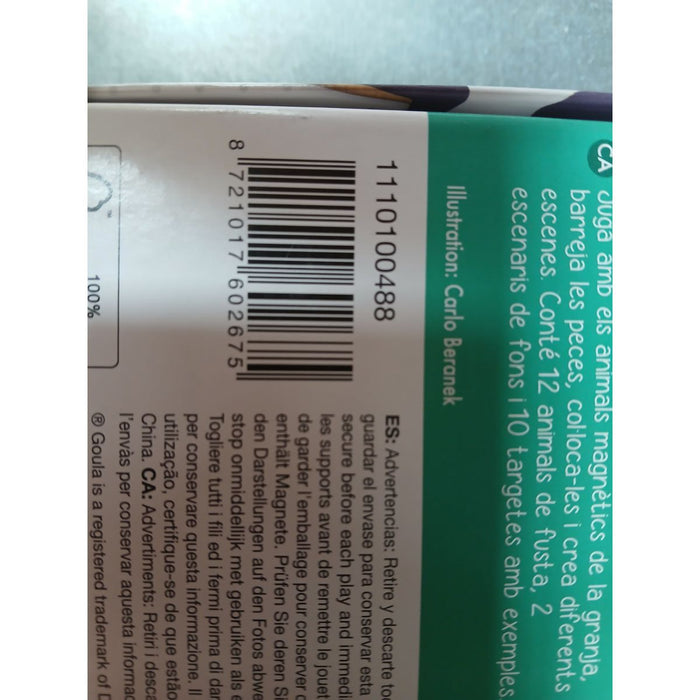 CA Juga amb els animals magnètics de la granja,
barreja les peces, col·loca-les i crea diferents
escenes. Conté 12 animals de fusta, 2
escenaris de fons i 10 targetes amb exemples
Illustration: Carlo Beranek
1110100488
8 721017 602675
100%
ES: Advertencias: Retire y descarte to
guardar el envase para conservar esta
secure before each play and immedi
les supports avant de remettre le jouet
de garder l'emballage pour conserver c
enthält Magnete. Prüfen Sie deren Si
den Darstellungen auf den Fotos abwe
stop onmiddellijk met gebruiken als e
Togliere tutti i fili ed i fermi prima di dar
per conservare questa informazione. Il
utilização, certifique-se de que estão
China. CA: Advertiments: Retiri i desca
l'envàs per conservar aquesta informac
® Goula is a registered trademark of D